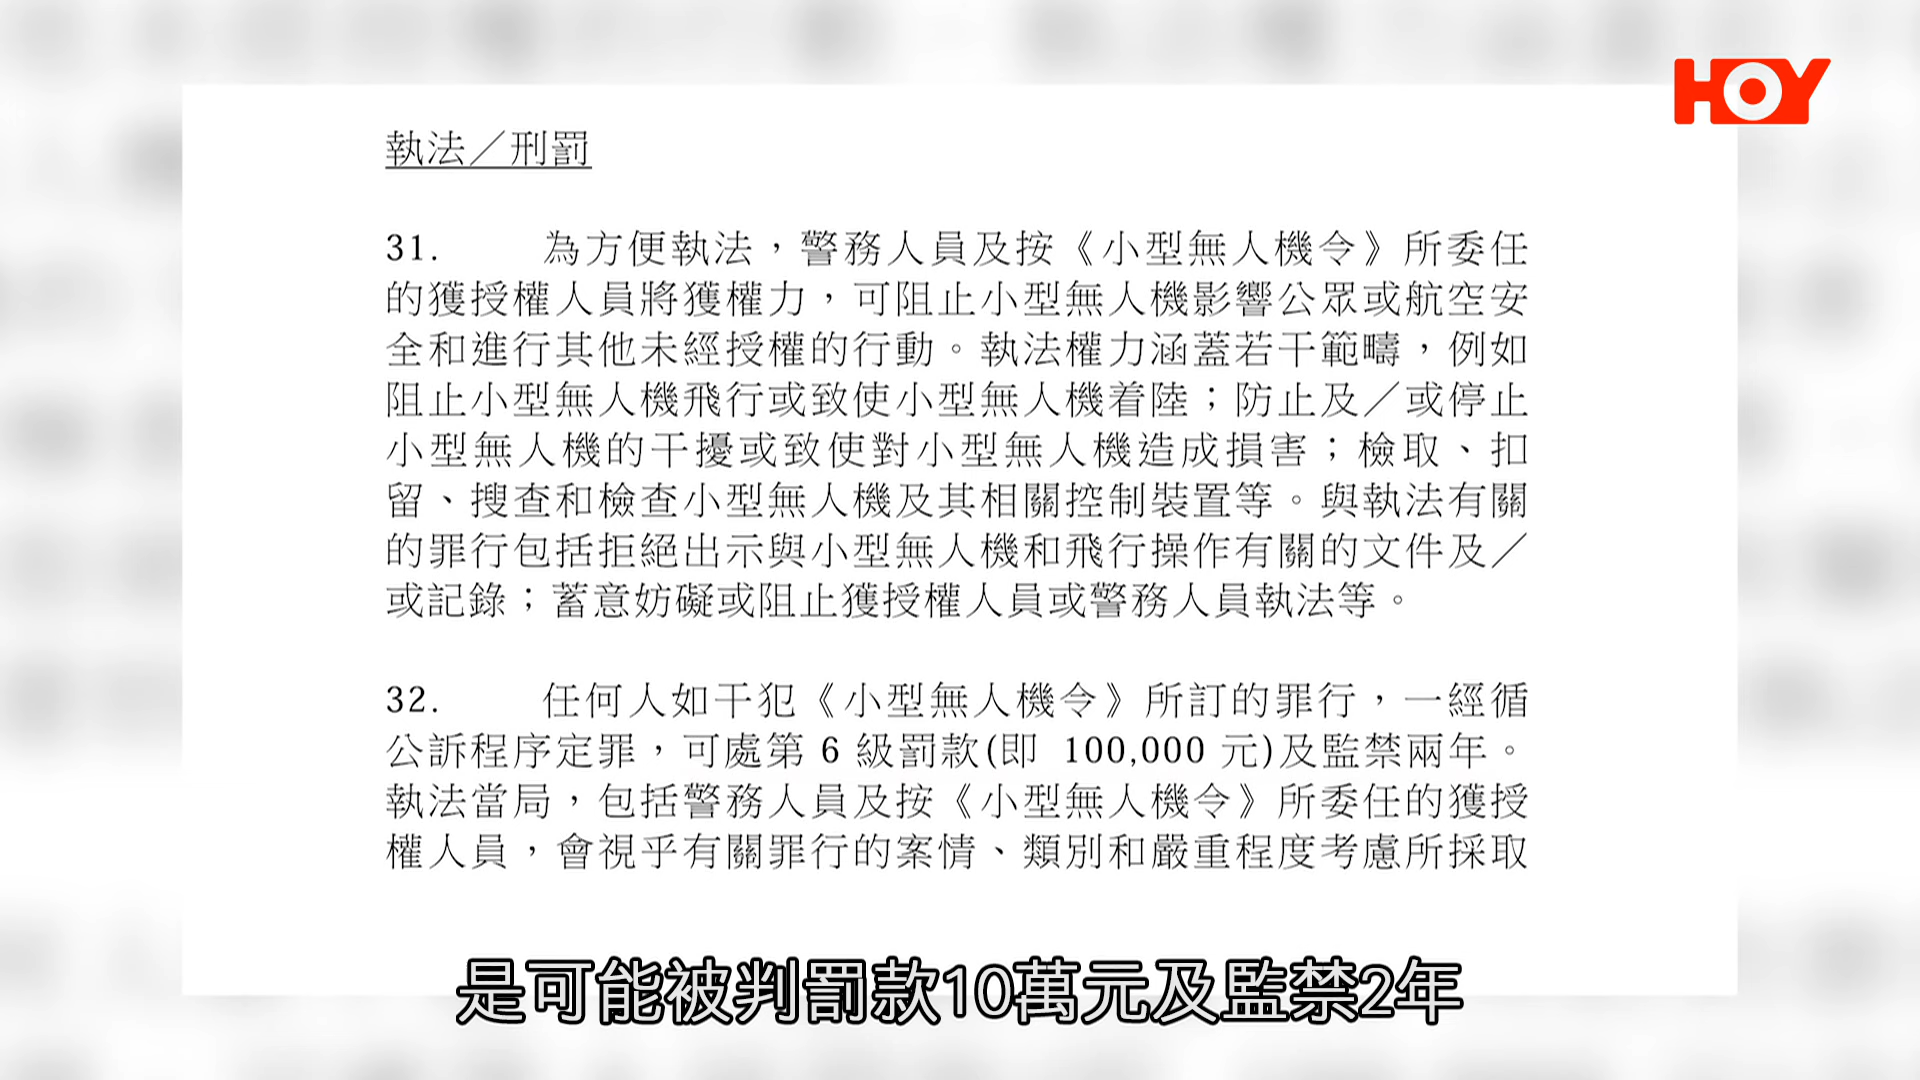 HOY
執法／刑罰
31. 為方便執法，警務人員及按《小型無人機令》所委任
的獲授權人員將獲權力，可阻止小型無人機影響公眾或航空安
全和進行其他未經授權的行動。執法權力涵蓋若干範疇，例如
阻止小型無人機飛行或致使小型無人機着陸；防止及／或停止
小型無人機的干擾或致使對小型無人機造成損害；檢取、扣
留、搜查和檢查小型無人機及其相關控制裝置等。與執法有關
的罪行包括拒絕出示與小型無人機和飛行操作有關的文件及／
或記錄；蓄意妨礙或阻止獲授權人員或警務人員執法等。
32. 任何人如干犯《小型無人機令》所訂的罪行，一經循
公訴程序定罪，可處第 6 級罰款(即 100,000 元)及監禁兩年。
執法當局，包括警務人員及按《小型無人機令》所委任的獲授
權人員，會視乎有關罪行的案情、類別和嚴重程度考慮所採取
是可能被判罰款10萬元及監禁2年